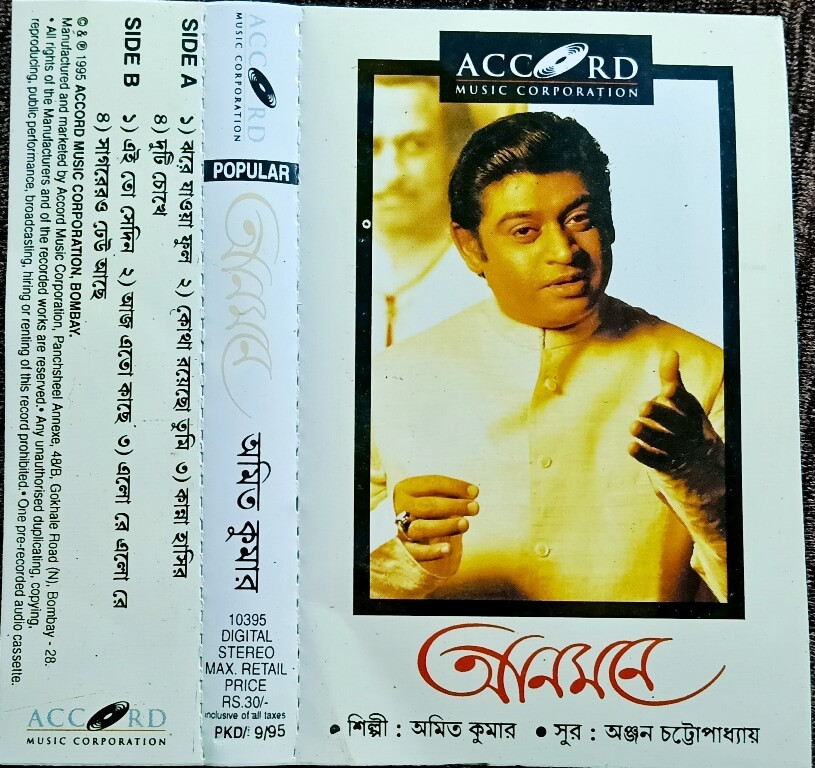 ACCORD
MUSIC CORPORATION
আনমনে
• শিল্পী : অমিত কুমার • সুর : অঞ্জন চট্টোপাধ্যায়
ACCORD
MUSIC CORPORATION
POPULAR
আনমনে
অমিত কুমার
10395
DIGITAL
STEREO
MAX. RETAIL
PRICE
RS.30/-
inclusive of all taxes
PKD/: 9/95
SIDE A
১) ঝরে যাওয়া ফুল ২) কোথা রয়েছো তুমি ৩) কান্না হাসির
৪) দুটি চোখে
SIDE B
১) এই তো সেদিন ২) আজ এতো কাছে ৩) এলো রে এলো রে
৪) সাগরেরও ঢেউ আছে
© & ℗ 1995 ACCORD MUSIC CORPORATION, BOMBAY.
Manufactured and marketed by Accord Music Corporation, Panchsheel Annexe, 48/B, Gokhale Road (N), Bombay - 28.
• All rights of the Manufacturers and of the recorded works are reserved.• Any unauthorised duplicating, copying,
reproducing, public performance, broadcasting, hiring or renting of this record prohibited.• One pre-recorded audio cassette.
ACCORD
MUSIC CORPORATION